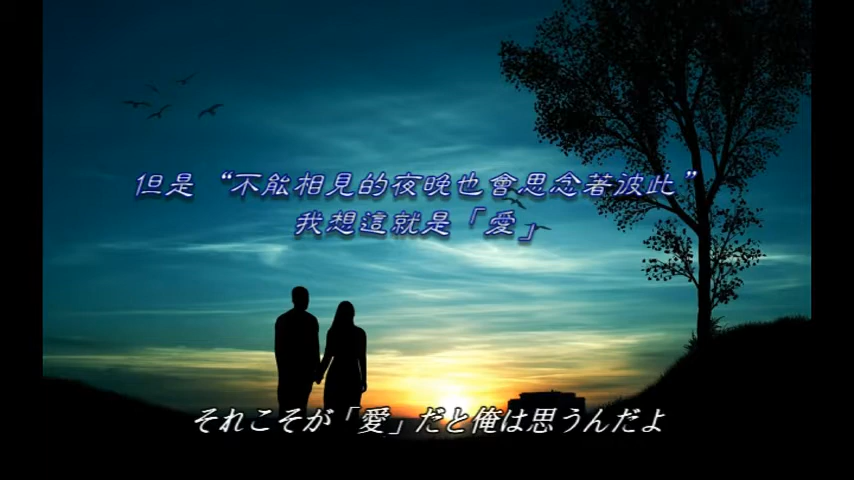 但是“不能相見的夜晚也會思念著彼此”
我想這就是「愛」
それこそが「愛」だと俺は思うんだよ